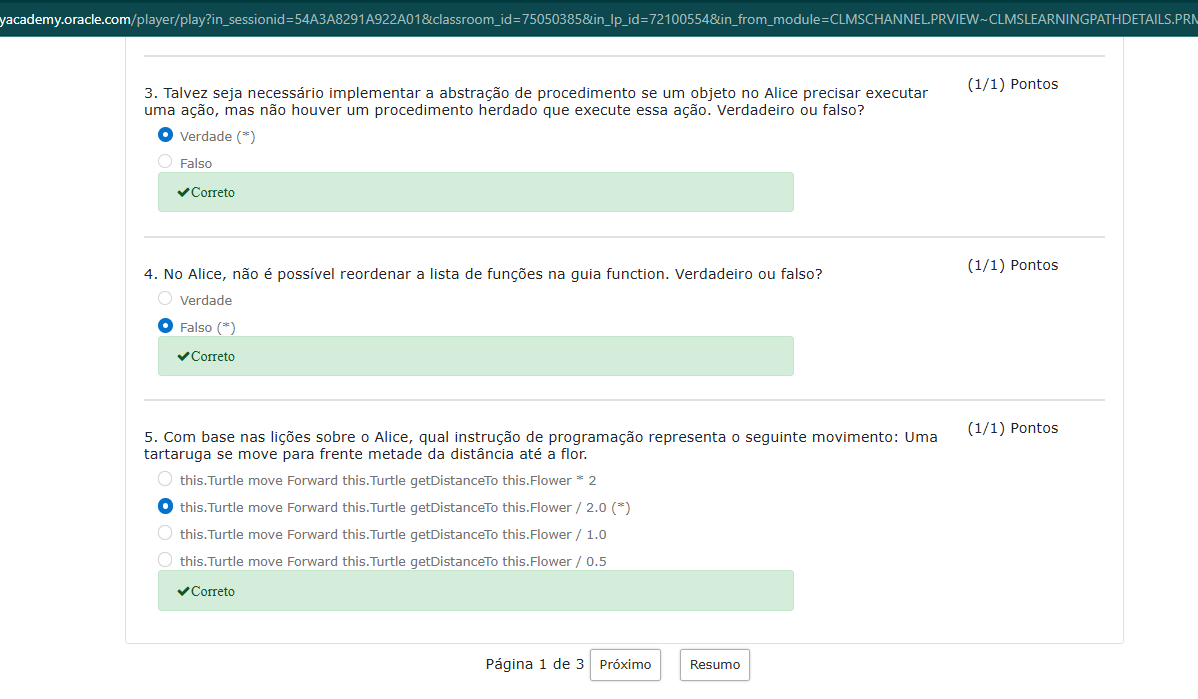 yacademy.oracle.com/player/play?in_sessionid=54A3A8291A922A01&classroom_id=75050385&in_lp_id=72100554&in_from_module=CLMSCHANNEL.PRVIEW~CLMSLEARNINGPATHDETAILS.PRM
3. Talvez seja necessário implementar a abstração de procedimento se um objeto no Alice precisar executar
uma ação, mas não houver um procedimento herdado que execute essa ação. Verdadeiro ou falso?
(1/1) Pontos
Verdade (*)
Falso
✔Correto
4. No Alice, não é possível reordenar a lista de funções na guia function. Verdadeiro ou falso?
(1/1) Pontos
Verdade
Falso (*)
✔Correto
5. Com base nas lições sobre o Alice, qual instrução de programação representa o seguinte movimento: Uma
tartaruga se move para frente metade da distância até a flor.
(1/1) Pontos
this.Turtle move Forward this.Turtle getDistanceTo this.Flower * 2
this.Turtle move Forward this.Turtle getDistanceTo this.Flower / 2.0 (*)
this.Turtle move Forward this.Turtle getDistanceTo this.Flower / 1.0
this.Turtle move Forward this.Turtle getDistanceTo this.Flower / 0.5
✔Correto
Página 1 de 3 Próximo Resumo